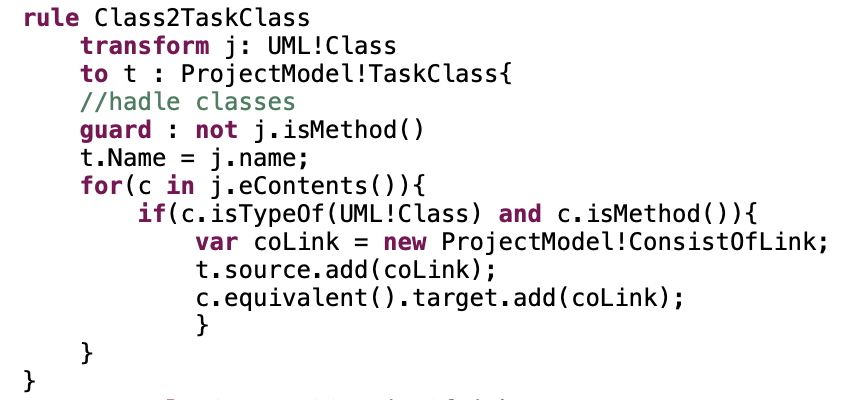 rule Class2TaskClass
transform j: UML!Class
to t : ProjectModel!TaskClass{
//hadle classes
guard : not j.isMethod()
t.Name = j.name;
for(c in j.eContents()){
if(c.isTypeOf(UML!Class) and c.isMethod()){
var coLink = new ProjectModel!ConsistOfLink;
t.source.add(coLink);
c.equivalent().target.add(coLink);
}
}
}